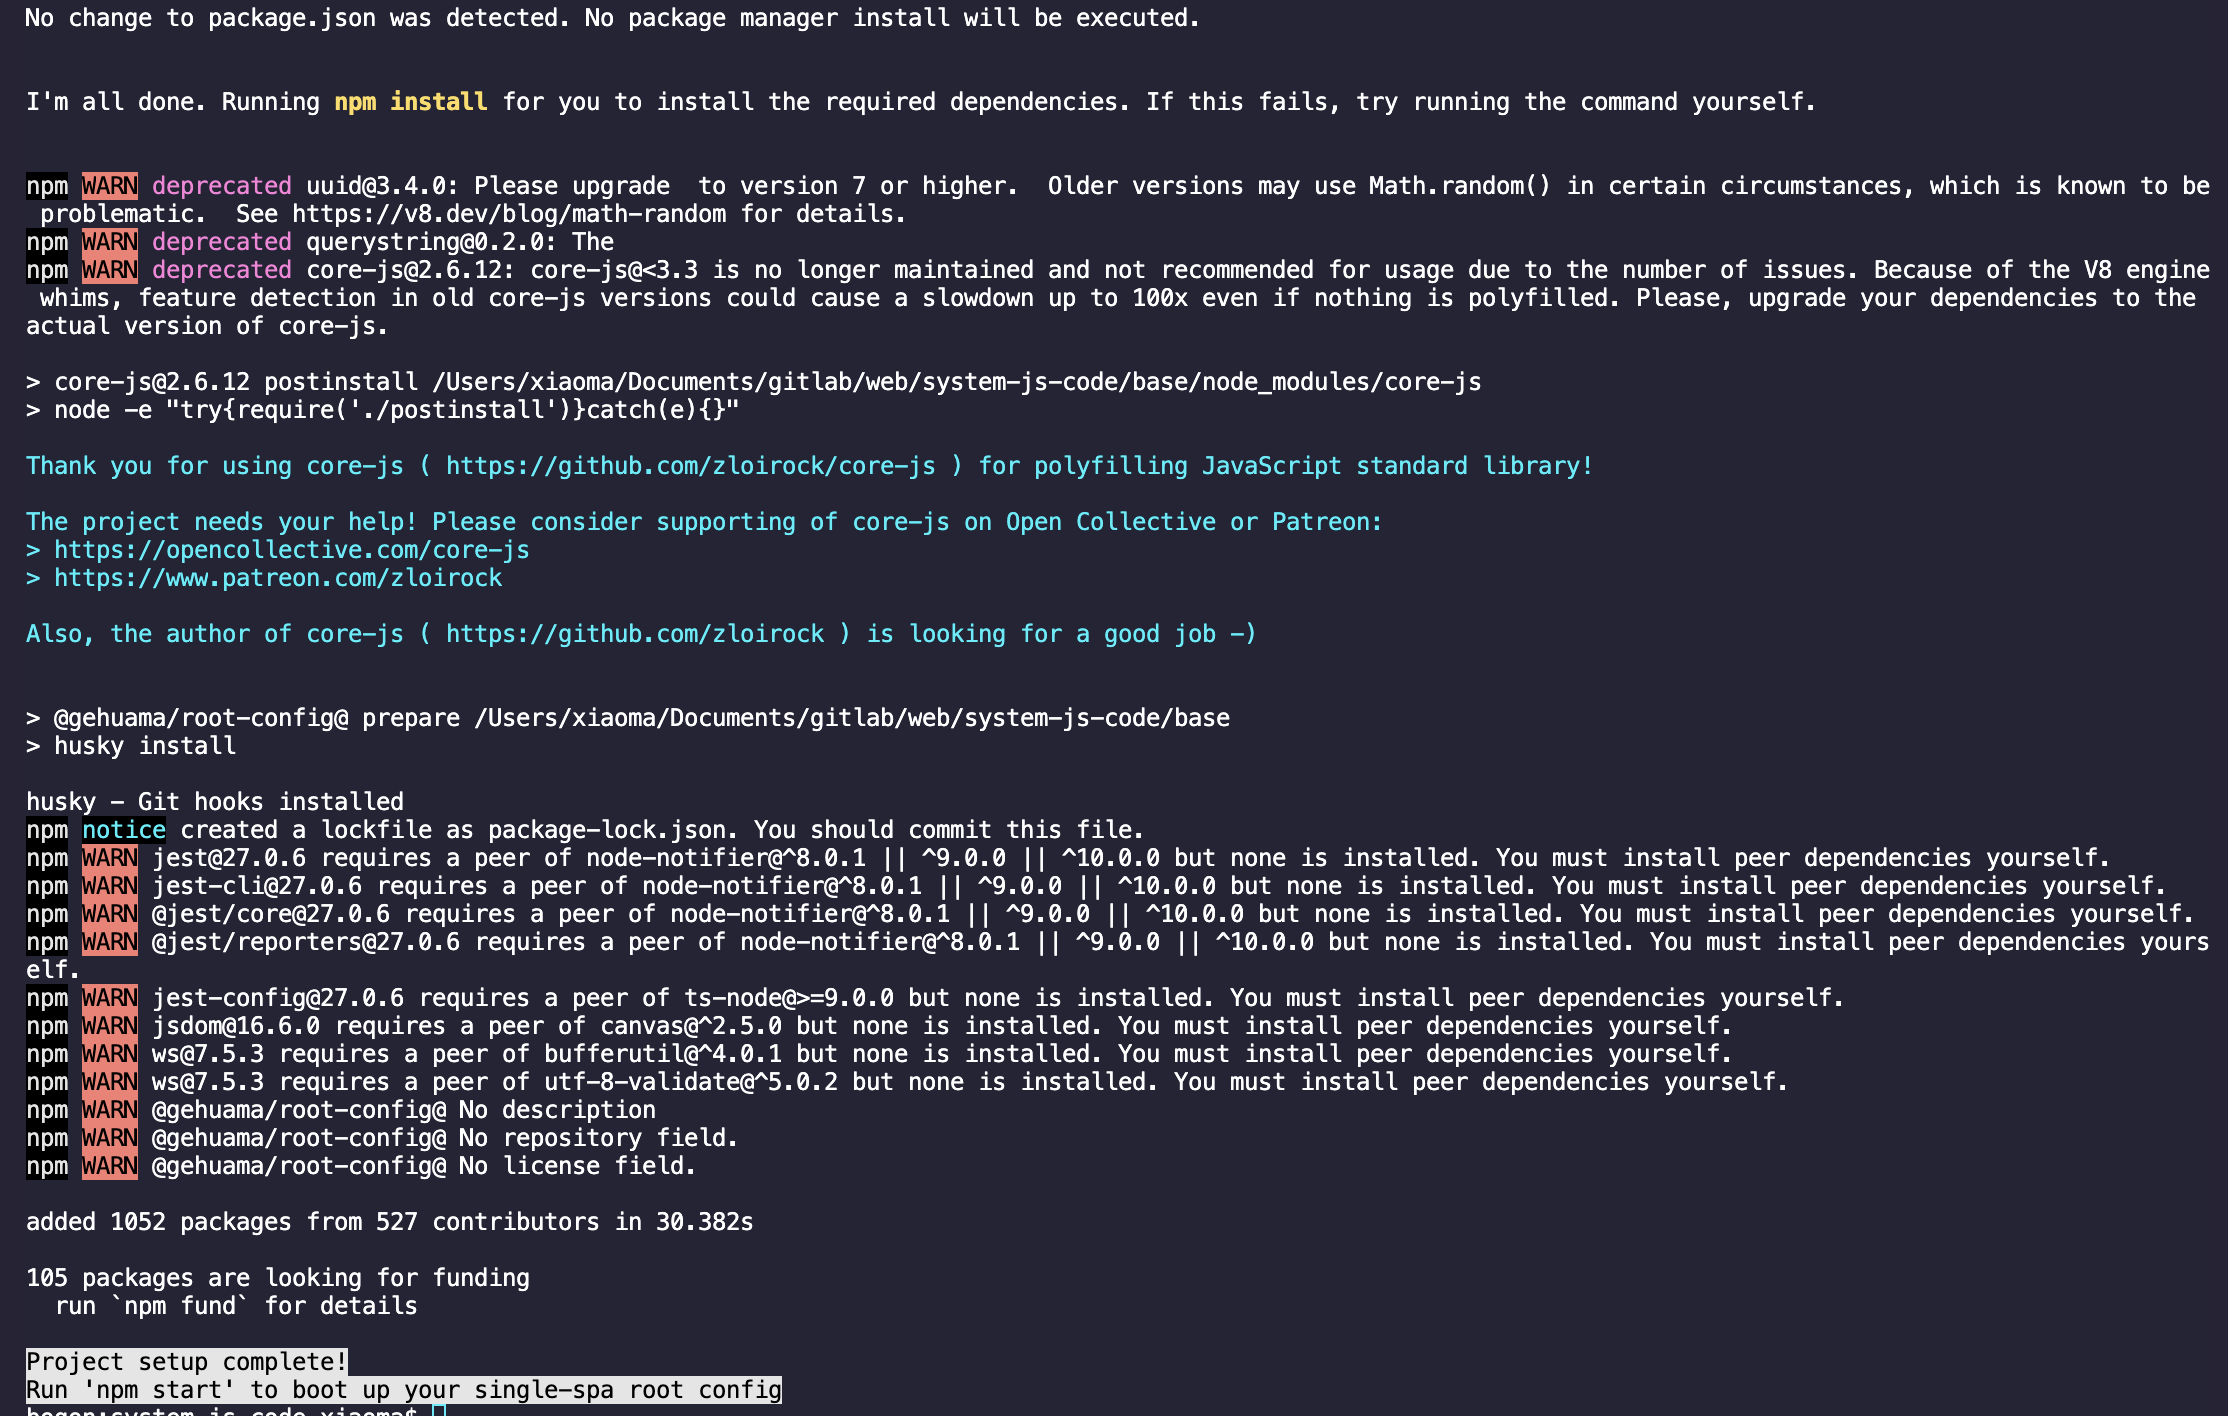 No change to package.json was detected. No package manager install will be executed.
I'm all done. Running npm install for you to install the required dependencies. If this fails, try running the command yourself.
npm WARN deprecated uuid@3.4.0: Please upgrade  to version 7 or higher.  Older versions may use Math.random() in certain circumstances, which is known to be
 problematic.  See https://v8.dev/blog/math-random for details.
npm WARN deprecated querystring@0.2.0: The
npm WARN deprecated core-js@2.6.12: core-js@<3.3 is no longer maintained and not recommended for usage due to the number of issues. Because of the V8 engine
 whims, feature detection in old core-js versions could cause a slowdown up to 100x even if nothing is polyfilled. Please, upgrade your dependencies to the
actual version of core-js.
> core-js@2.6.12 postinstall /Users/xiaoma/Documents/gitlab/web/system-js-code/base/node_modules/core-js
> node -e "try{require('./postinstall')}catch(e){}"
Thank you for using core-js ( https://github.com/zloirock/core-js ) for polyfilling JavaScript standard library!
The project needs your help! Please consider supporting of core-js on Open Collective or Patreon:
> https://opencollective.com/core-js
> https://www.patreon.com/zloirock
Also, the author of core-js ( https://github.com/zloirock ) is looking for a good job -)
> @gehuama/root-config@ prepare /Users/xiaoma/Documents/gitlab/web/system-js-code/base
> husky install
husky - Git hooks installed
npm notice created a lockfile as package-lock.json. You should commit this file.
npm WARN jest@27.0.6 requires a peer of node-notifier@^8.0.1 || ^9.0.0 || ^10.0.0 but none is installed. You must install peer dependencies yourself.
npm WARN jest-cli@27.0.6 requires a peer of node-notifier@^8.0.1 || ^9.0.0 || ^10.0.0 but none is installed. You must install peer dependencies yourself.
npm WARN @jest/core@27.0.6 requires a peer of node-notifier@^8.0.1 || ^9.0.0 || ^10.0.0 but none is installed. You must install peer dependencies yourself.
npm WARN @jest/reporters@27.0.6 requires a peer of node-notifier@^8.0.1 || ^9.0.0 || ^10.0.0 but none is installed. You must install peer dependencies yours
elf.
npm WARN jest-config@27.0.6 requires a peer of ts-node@>=9.0.0 but none is installed. You must install peer dependencies yourself.
npm WARN jsdom@16.6.0 requires a peer of canvas@^2.5.0 but none is installed. You must install peer dependencies yourself.
npm WARN ws@7.5.3 requires a peer of bufferutil@^4.0.1 but none is installed. You must install peer dependencies yourself.
npm WARN ws@7.5.3 requires a peer of utf-8-validate@^5.0.2 but none is installed. You must install peer dependencies yourself.
npm WARN @gehuama/root-config@ No description
npm WARN @gehuama/root-config@ No repository field.
npm WARN @gehuama/root-config@ No license field.
added 1052 packages from 527 contributors in 30.382s
105 packages are looking for funding
  run `npm fund` for details
Project setup complete!
Run 'npm start' to boot up your single-spa root config